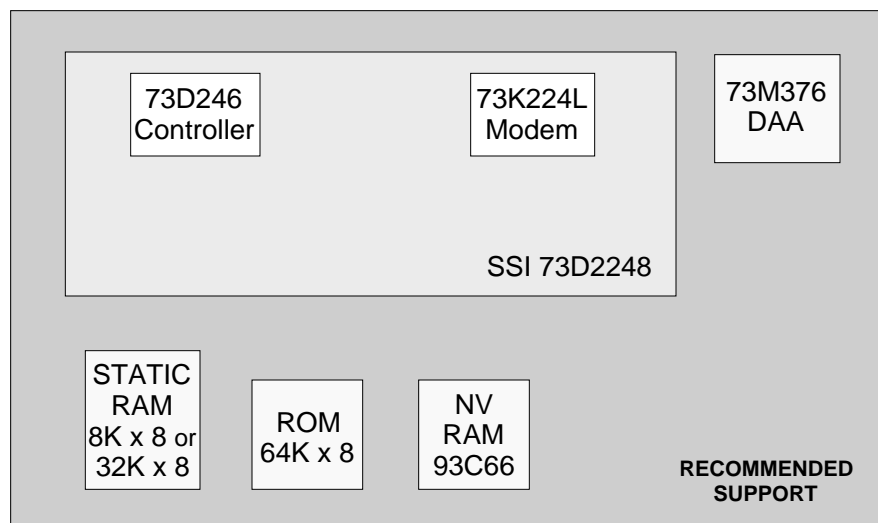 73D246
Controller
73K224L
Modem
73M376
DAA
SSI 73D2248
STATIC
RAM
8K x 8 or
32K x 8
ROM
64K x 8
NV
RAM
93C66
RECOMMENDED
SUPPORT